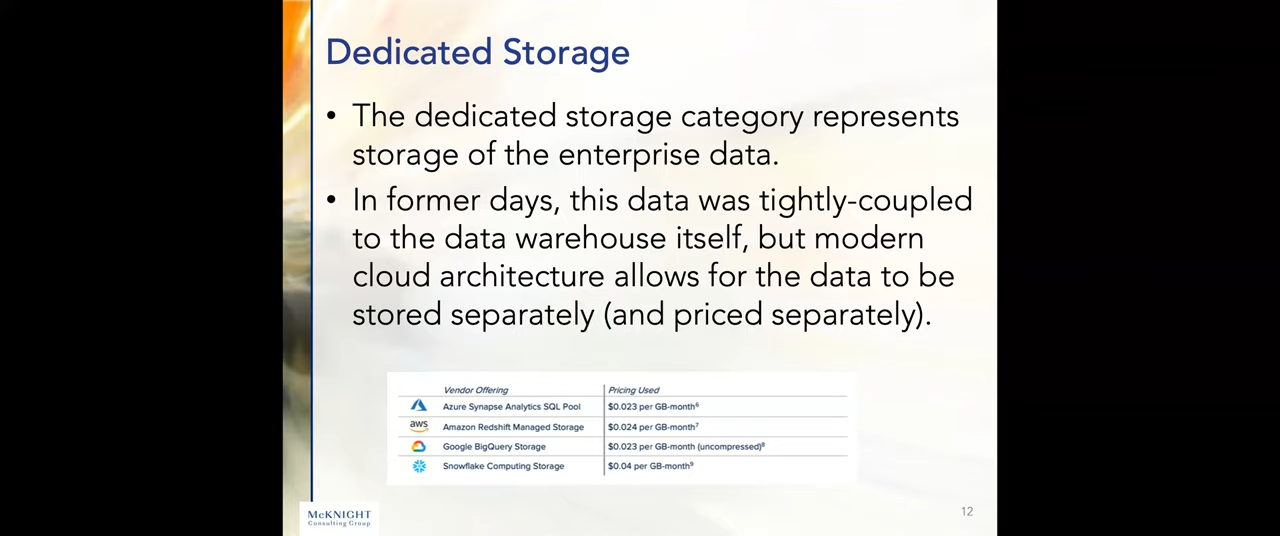 Dedicated Storage
• The dedicated storage category represents
storage of the enterprise data.
• In former days, this data was tightly-coupled
to the data warehouse itself, but modern
cloud architecture allows for the data to be
stored separately (and priced separately).
Vendor Offering Pricing Used
Azure Synapse Analytics SQL Pool $0.023 per GB-month⁶
aws Amazon Redshift Managed Storage $0.024 per GB-month⁷
Google BigQuery Storage $0.023 per GB-month (uncompressed)⁸
Snowflake Computing Storage $0.04 per GB-month⁹
McKNIGHT
Consulting Group
12